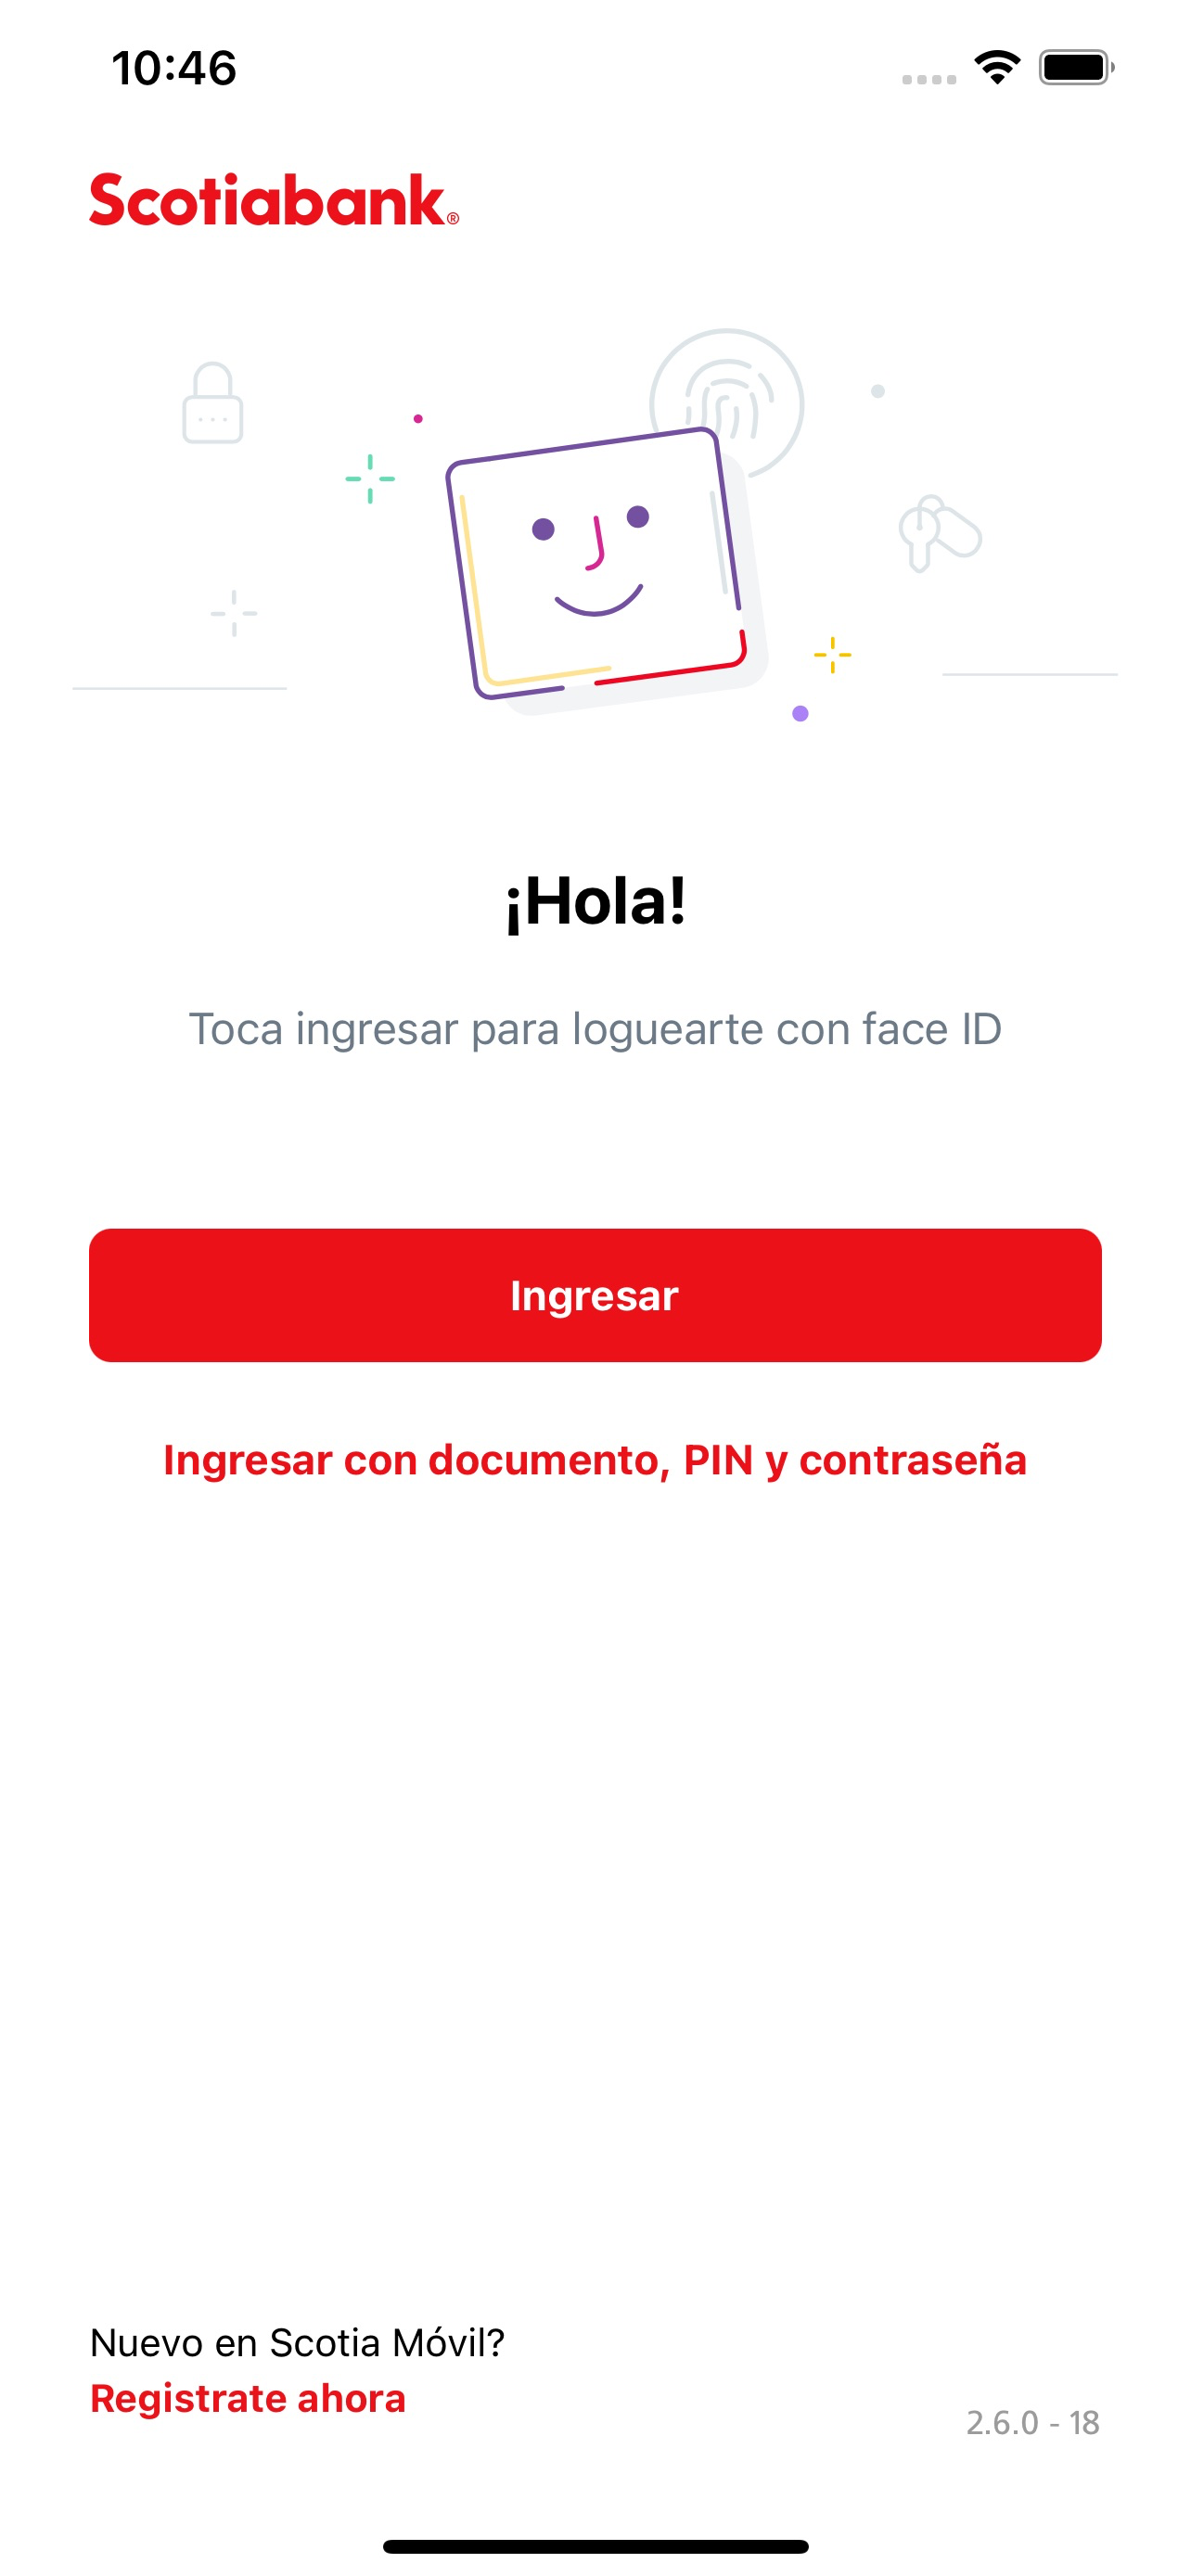 10:46
Scotiabank®
¡Hola!
Toca ingresar para loguearte con face ID
Ingresar
Ingresar con documento, PIN y contraseña
Nuevo en Scotia Móvil?
Registrate ahora
2.6.0 - 18